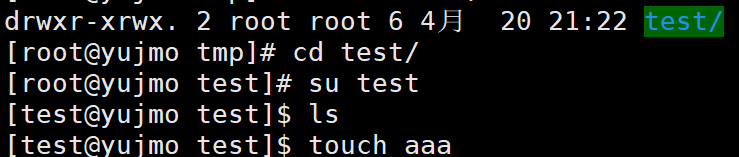 drwxr-xrwx. 2 root root 6 4月  20 21:22 test/
[root@yujmo tmp]# cd test/
[root@yujmo test]# su test
[test@yujmo test]$ ls
[test@yujmo test]$ touch aaa